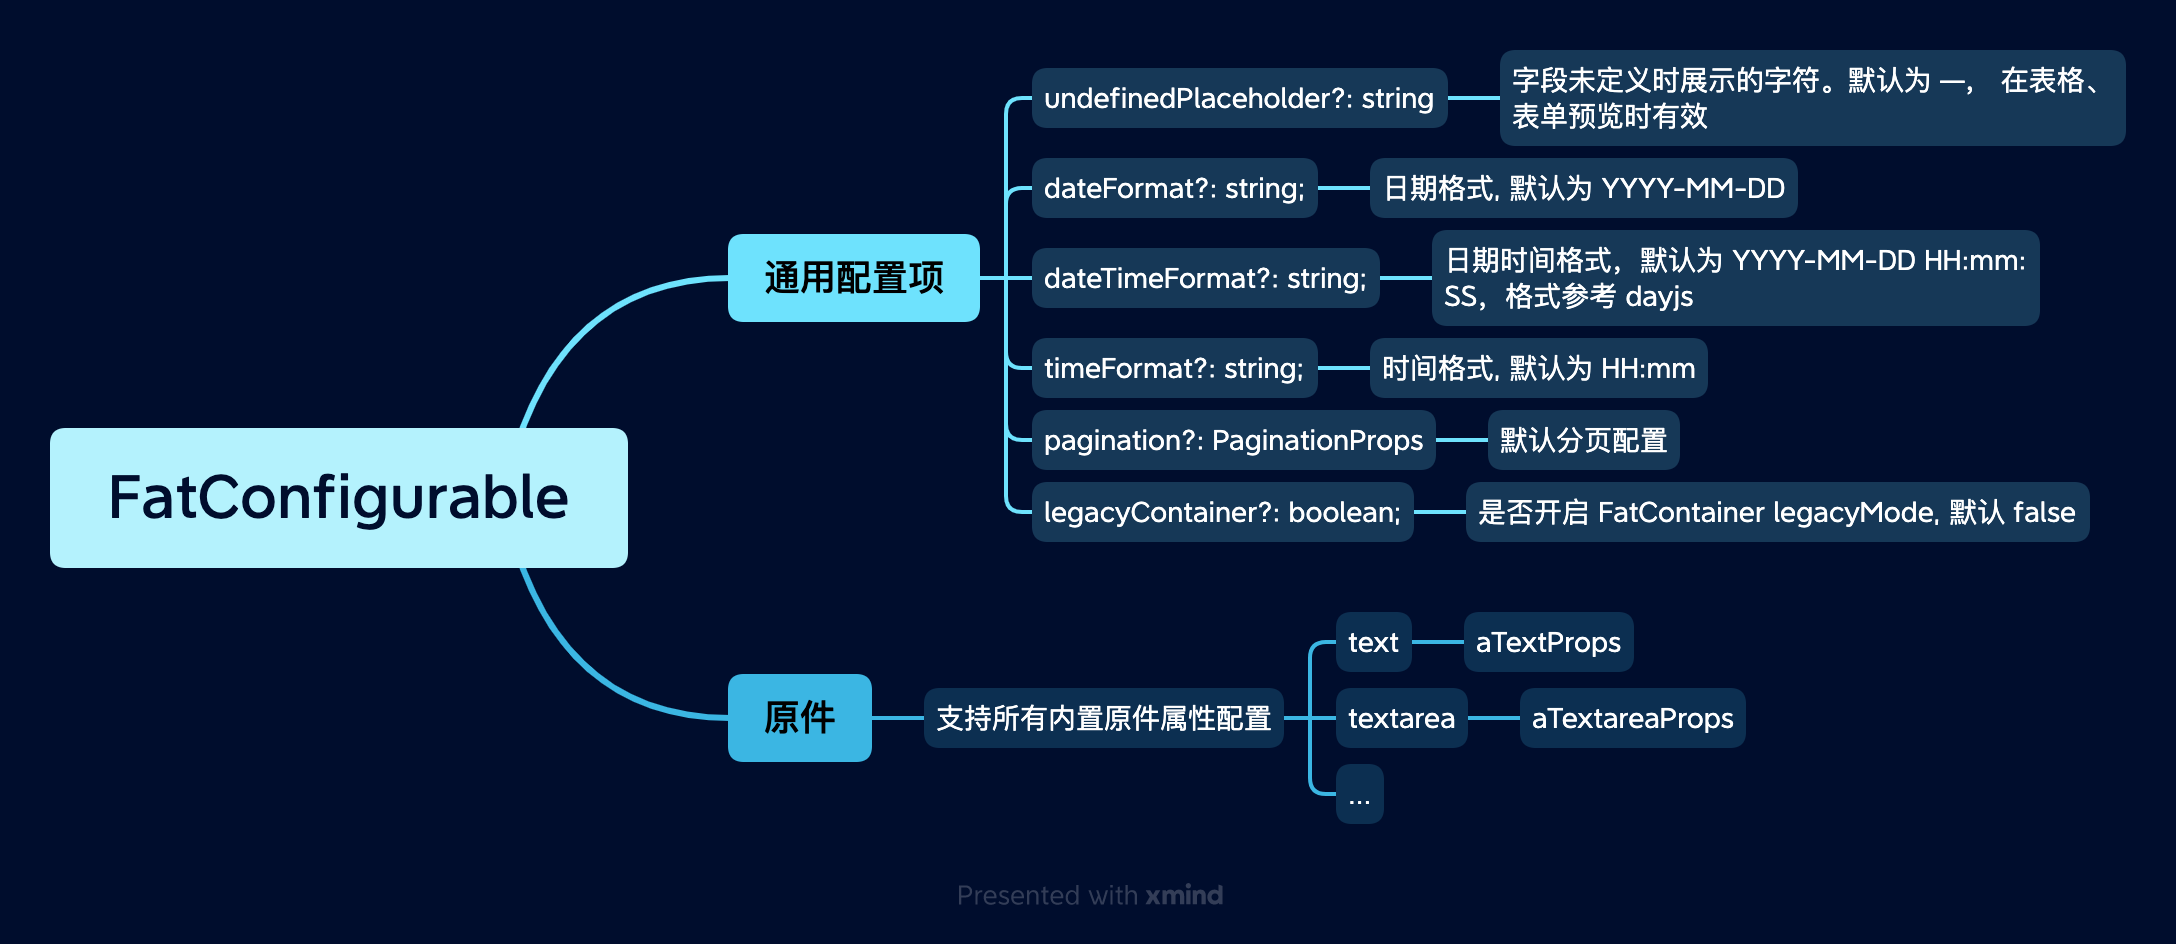 FatConfigurable
通用配置项
undefinedPlaceholder?: string
字段未定义时展示的字符。默认为 —， 在表格、
表单预览时有效
dateFormat?: string;
日期格式, 默认为 YYYY-MM-DD
dateTimeFormat?: string;
日期时间格式，默认为 YYYY-MM-DD HH:mm:
SS，格式参考 dayjs
timeFormat?: string;
时间格式, 默认为 HH:mm
pagination?: PaginationProps
默认分页配置
legacyContainer?: boolean;
是否开启 FatContainer legacyMode, 默认 false
原件
支持所有内置原件属性配置
text
aTextProps
textarea
aTextareaProps
...
Presented with xmind